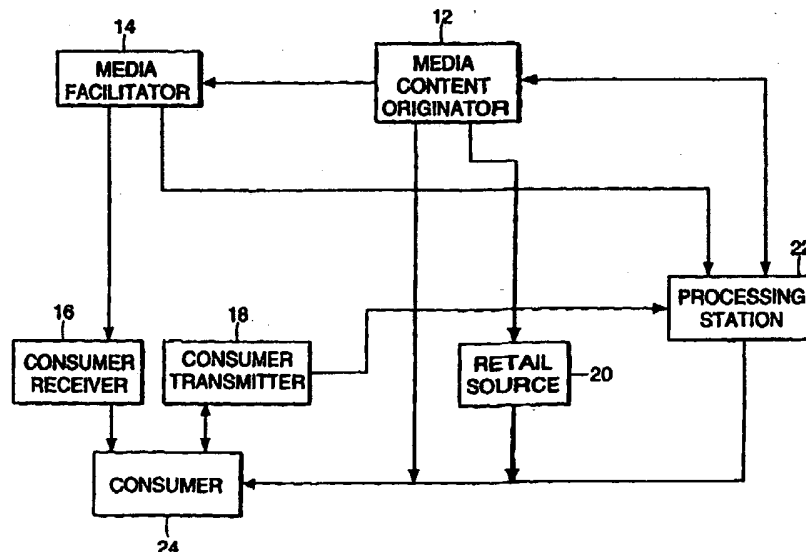 14
MEDIA
FACILITATOR
12
MEDIA
CONTENT
ORIGINATOR
22
PROCESSING
STATION
16
CONSUMER
RECEIVER
18
CONSUMER
TRANSMITTER
RETAIL
SOURCE
20
CONSUMER
24